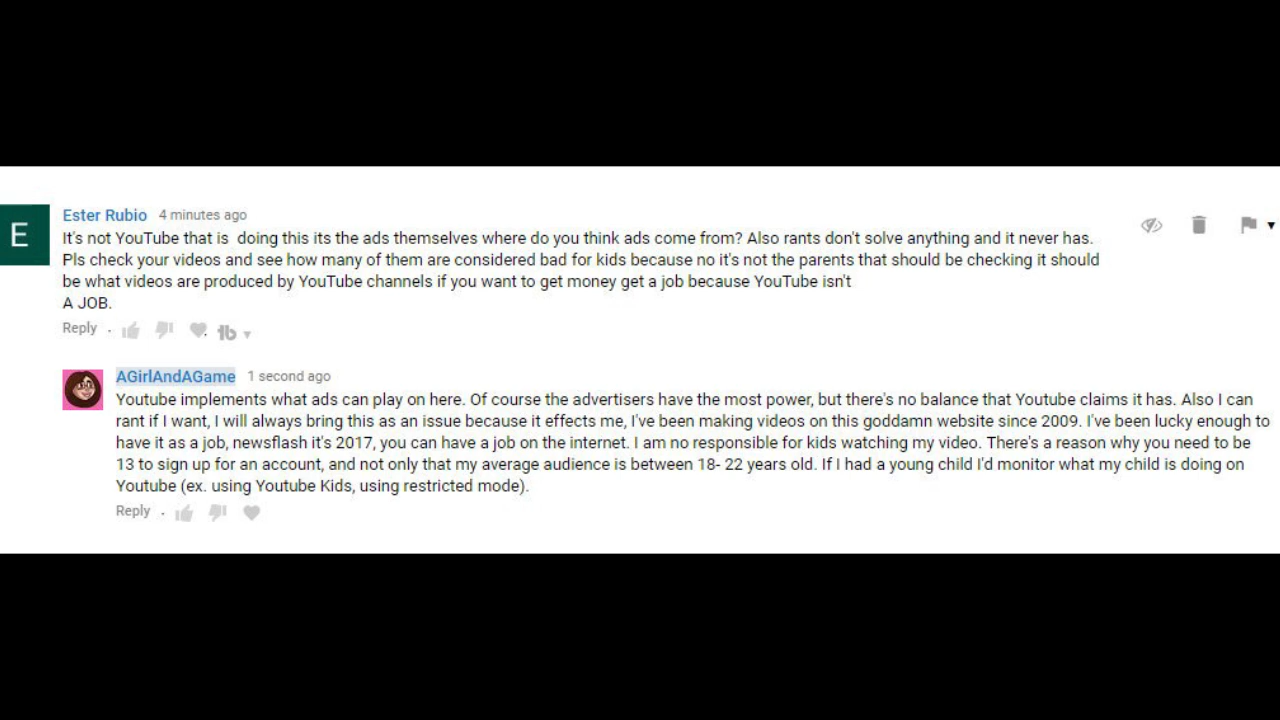 E
Ester Rubio 4 minutes ago
It's not YouTube that is  doing this its the ads themselves where do you think ads come from? Also rants don't solve anything and it never has.
Pls check your videos and see how many of them are considered bad for kids because no it's not the parents that should be checking it should
be what videos are produced by YouTube channels if you want to get money get a job because YouTube isn't
A JOB.
Reply
AGirlAndAGame 1 second ago
Youtube implements what ads can play on here. Of course the advertisers have the most power, but there's no balance that Youtube claims it has. Also I can
rant if I want, I will always bring this as an issue because it effects me, I've been making videos on this goddamn website since 2009. I've been lucky enough to
have it as a job, newsflash it's 2017, you can have a job on the internet. I am no responsible for kids watching my video. There's a reason why you need to be
13 to sign up for an account, and not only that my average audience is between 18- 22 years old. If I had a young child I'd monitor what my child is doing on
Youtube (ex. using Youtube Kids, using restricted mode).
Reply